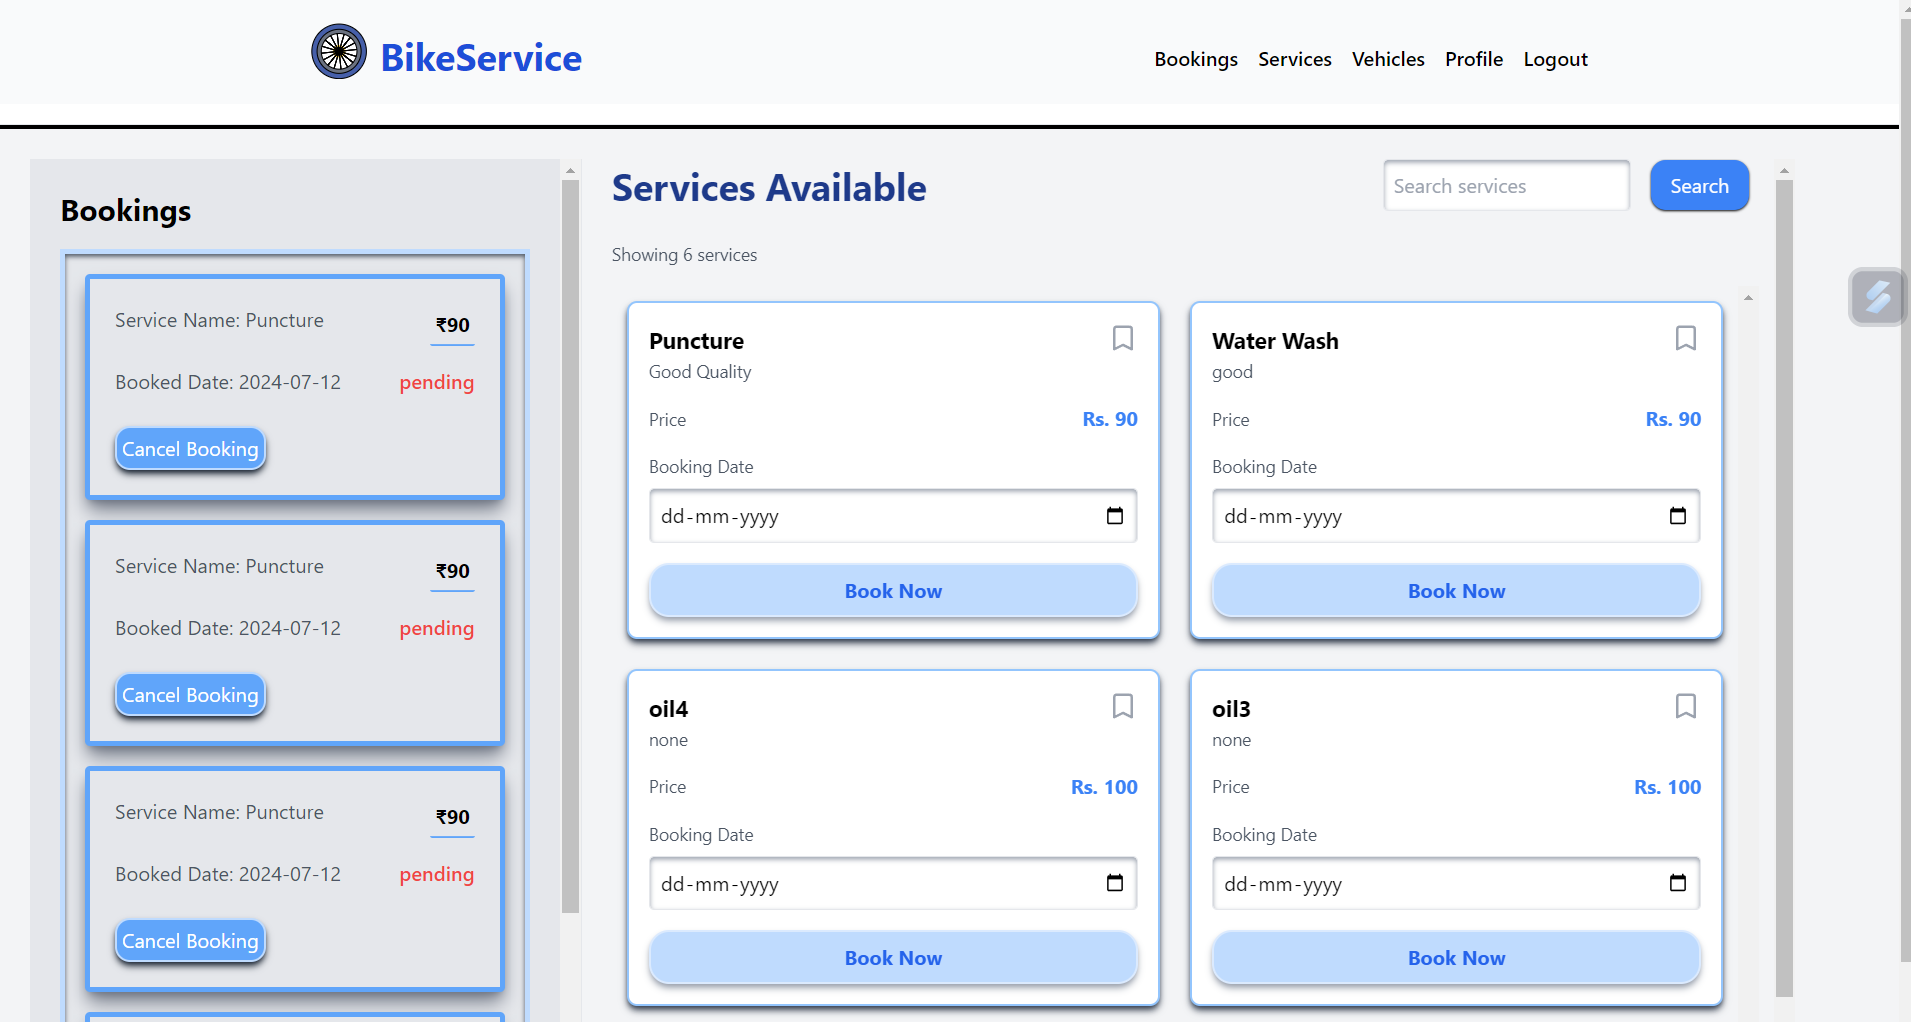 BikeService
Bookings Services Vehicles Profile Logout
Bookings
Service Name: Puncture ₹90
Booked Date: 2024-07-12 pending
Cancel Booking
Service Name: Puncture ₹90
Booked Date: 2024-07-12 pending
Cancel Booking
Service Name: Puncture ₹90
Booked Date: 2024-07-12 pending
Cancel Booking
Services Available
Search services Search
Showing 6 services
Puncture
Good Quality
Price Rs. 90
Booking Date
dd-mm-yyyy
Book Now
Water Wash
good
Price Rs. 90
Booking Date
dd-mm-yyyy
Book Now
oil4
none
Price Rs. 100
Booking Date
dd-mm-yyyy
Book Now
oil3
none
Price Rs. 100
Booking Date
dd-mm-yyyy
Book Now